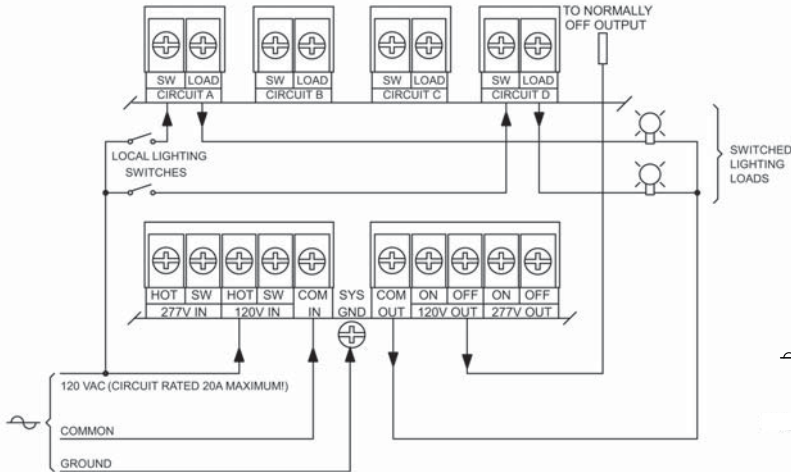 TO NORMALLY
OFF OUTPUT
SW LOAD SW LOAD SW LOAD SW LOAD
CIRCUIT A CIRCUIT B CIRCUIT C CIRCUIT D
LOCAL LIGHTING
SWITCHES
SWITCHED
LIGHTING
LOADS
HOT SW HOT SW COM SYS COM ON OFF ON OFF
277V IN 120V IN IN GND OUT 120V OUT 277V OUT
120 VAC (CIRCUIT RATED 20A MAXIMUM!)
COMMON
GROUND